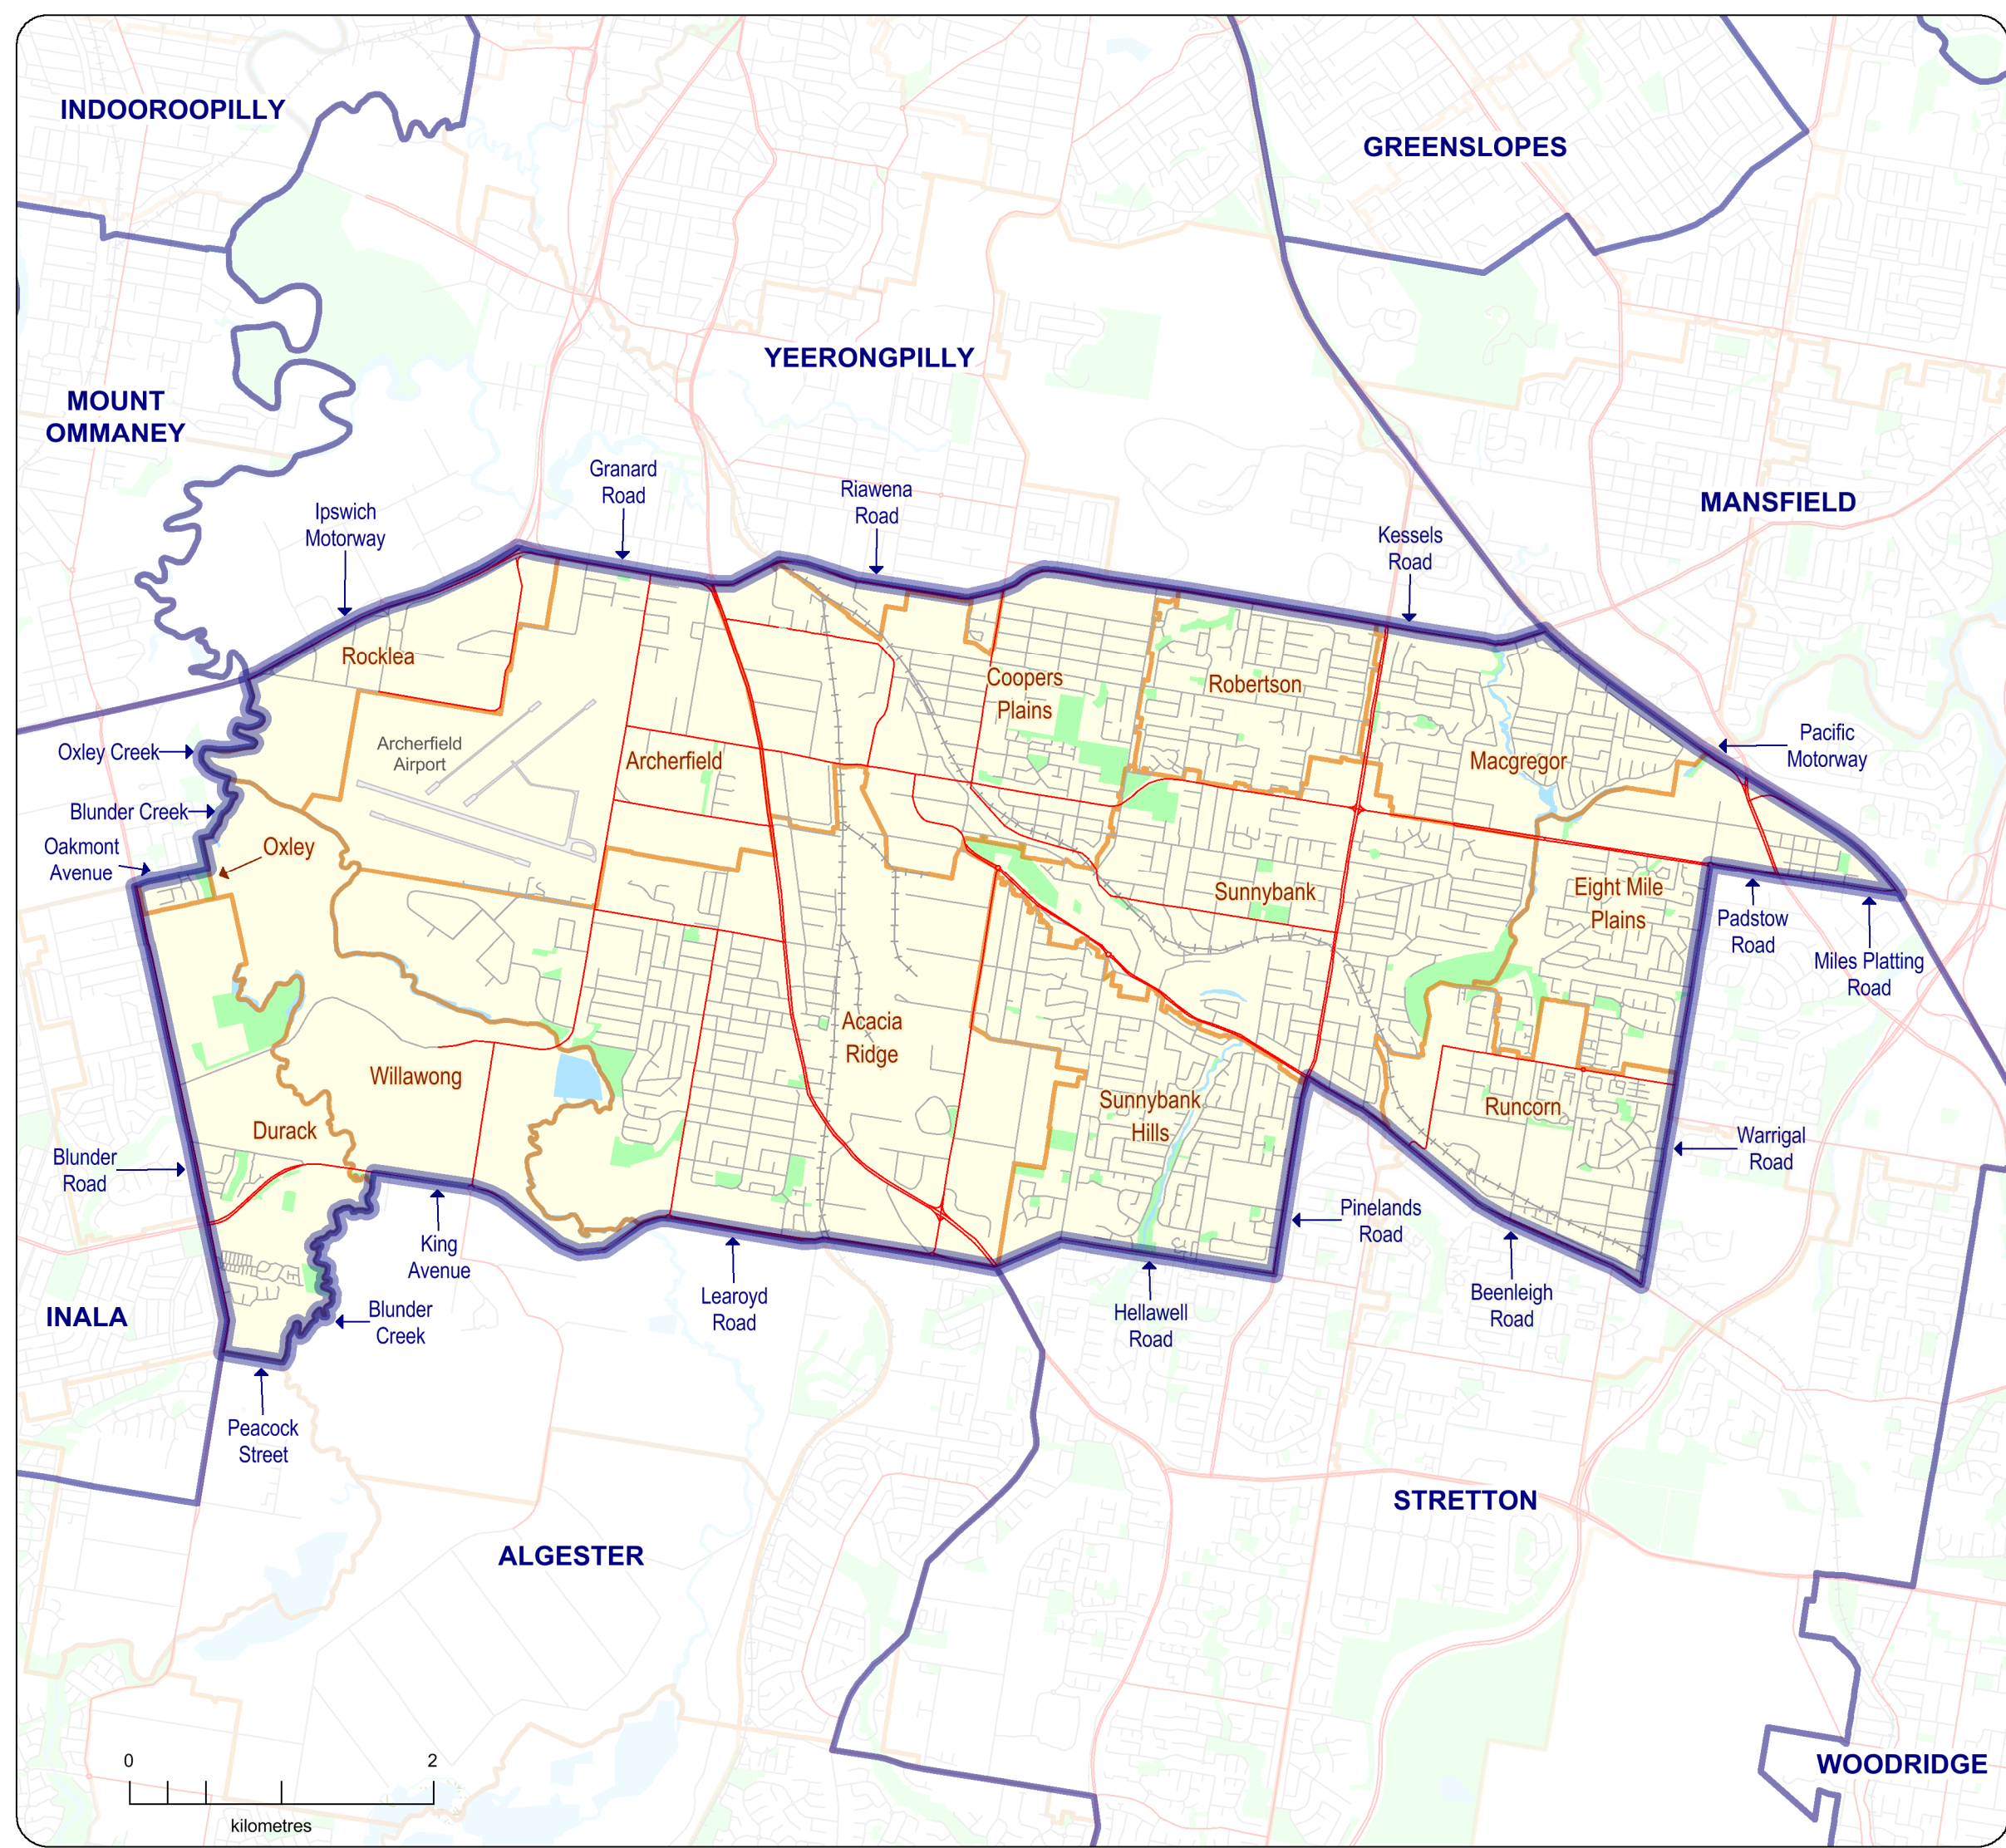 INDOOROOPILLY
GREENSLOPES
YEERONGPILLY
MOUNT
OMMANEY
MANSFIELD
Granard
Road
Riawena
Road
Ipswich
Motorway
Kessels
Road
Rocklea
Coopers
Plains
Robertson
Archerfield
Airport
Archerfield
Macgregor
Pacific
Motorway
Oxley Creek
Blunder Creek
Oakmont
Avenue
Oxley
Sunnybank
Eight Mile
Plains
Padstow
Road
Miles Platting
Road
Acacia
Ridge
Willawong
Sunnybank
Hills
Runcorn
Durack
Warrigal
Road
Blunder
Road
Pinelands
Road
King
Avenue
Learoyd
Road
Hellawell
Road
Beenleigh
Road
INALA
Blunder
Creek
Peacock
Street
STRETTON
ALGESTER
WOODRIDGE
0 2
kilometres